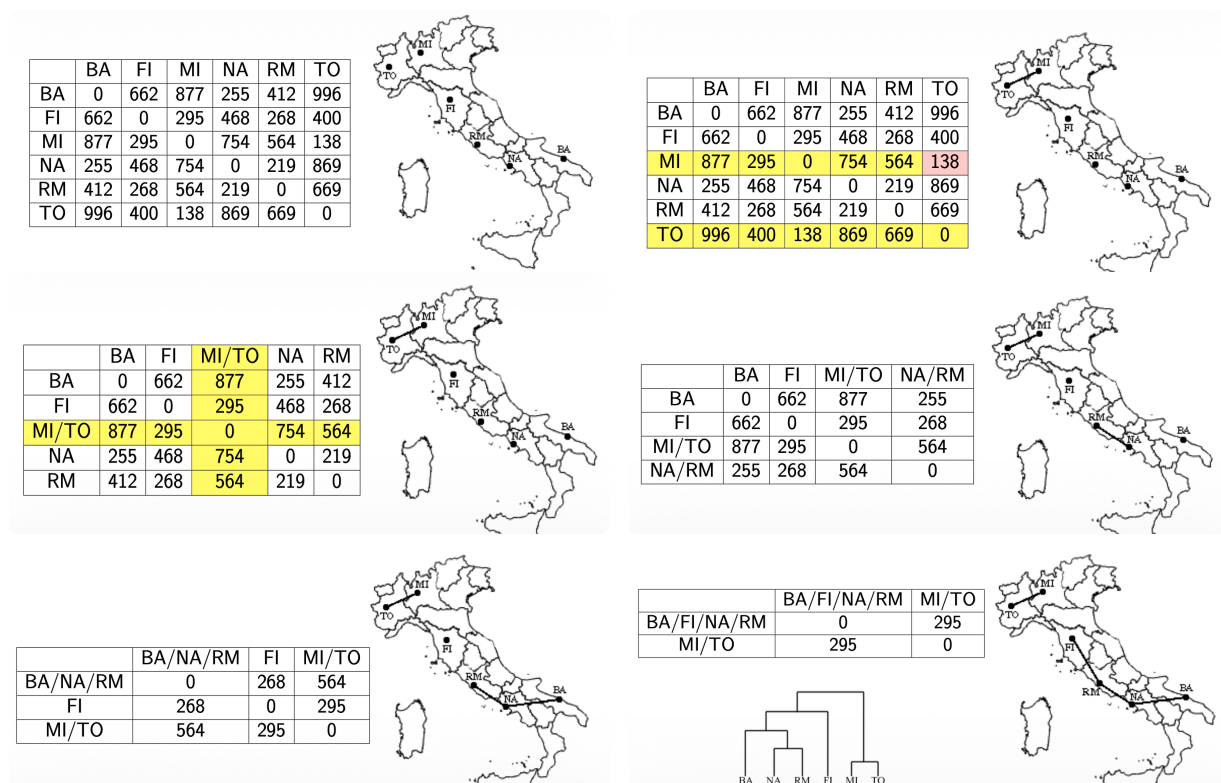 BA FI MI NA RM TO
BA 0 662 877 255 412 996
FI 662 0 295 468 268 400
MI 877 295 0 754 564 138
NA 255 468 754 0 219 869
RM 412 268 564 219 0 669
TO 996 400 138 869 669 0
MI
TO
FI
RM
NA
BA
BA FI MI NA RM TO
BA 0 662 877 255 412 996
FI 662 0 295 468 268 400
MI 877 295 0 754 564 138
NA 255 468 754 0 219 869
RM 412 268 564 219 0 669
TO 996 400 138 869 669 0
MI
TO
FI
RM
NA
BA
BA FI MI/TO NA RM
BA 0 662 877 255 412
FI 662 0 295 468 268
MI/TO 877 295 0 754 564
NA 255 468 754 0 219
RM 412 268 564 219 0
MI
TO
FI
RM
NA
BA
BA FI MI/TO NA/RM
BA 0 662 877 255
FI 662 0 295 268
MI/TO 877 295 0 564
NA/RM 255 268 564 0
MI
TO
FI
RM
NA
BA
BA/NA/RM FI MI/TO
BA/NA/RM 0 268 564
FI 268 0 295
MI/TO 564 295 0
MI
TO
FI
RM
NA
BA
BA/FI/NA/RM MI/TO
BA/FI/NA/RM 0 295
MI/TO 295 0
MI
TO
FI
RM
NA
BA
BA NA RM FI MI TO